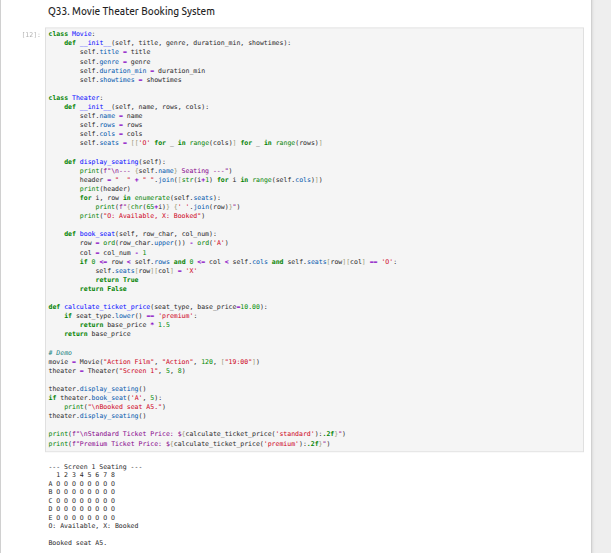 Q33. Movie Theater Booking System
[12]:
class Movie:
    def __init__(self, title, genre, duration_min, showtimes):
        self.title = title
        self.genre = genre
        self.duration_min = duration_min
        self.showtimes = showtimes

class Theater:
    def __init__(self, name, rows, cols):
        self.name = name
        self.rows = rows
        self.cols = cols
        self.seats = [['O' for _ in range(cols)] for _ in range(rows)]

    def display_seating(self):
        print(f"\n--- {self.name} Seating ---")
        header = "  " + " ".join([str(i+1) for i in range(self.cols)])
        print(header)
        for i, row in enumerate(self.seats):
            print(f"{chr(65+i)} {' '.join(row)}")
        print("O: Available, X: Booked")

    def book_seat(self, row_char, col_num):
        row = ord(row_char.upper()) - ord('A')
        col = col_num - 1
        if 0 <= row < self.rows and 0 <= col < self.cols and self.seats[row][col] == 'O':
            self.seats[row][col] = 'X'
            return True
        return False

def calculate_ticket_price(seat_type, base_price=10.00):
    if seat_type.lower() == 'premium':
        return base_price * 1.5
    return base_price

# Demo
movie = Movie("Action Film", "Action", 120, ["19:00"])
theater = Theater("Screen 1", 5, 8)

theater.display_seating()
if theater.book_seat('A', 5):
    print("\nBooked seat A5.")
theater.display_seating()

print(f"\nStandard Ticket Price: ${calculate_ticket_price('standard'):.2f}")
print(f"Premium Ticket Price: ${calculate_ticket_price('premium'):.2f}")

--- Screen 1 Seating ---
  1 2 3 4 5 6 7 8
A O O O O O O O O
B O O O O O O O O
C O O O O O O O O
D O O O O O O O O
E O O O O O O O O
O: Available, X: Booked

Booked seat A5.